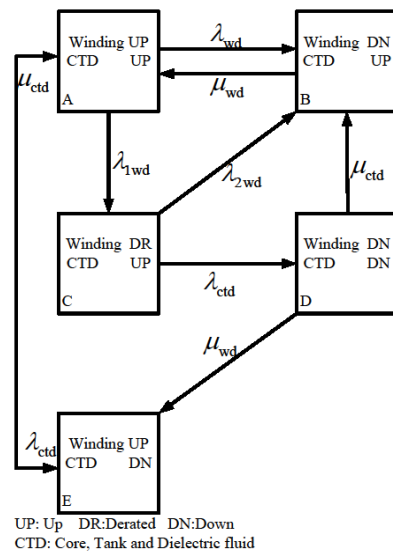 Winding UP
CTD UP
A
λwd
μwd
Winding DN
CTD UP
B
μctd
λ1wd
λ2wd
μctd
Winding DR
CTD UP
C
λctd
Winding DN
CTD DN
D
μwd
λctd
Winding UP
CTD DN
E
UP: Up DR:Derated DN:Down
CTD: Core, Tank and Dielectric fluid